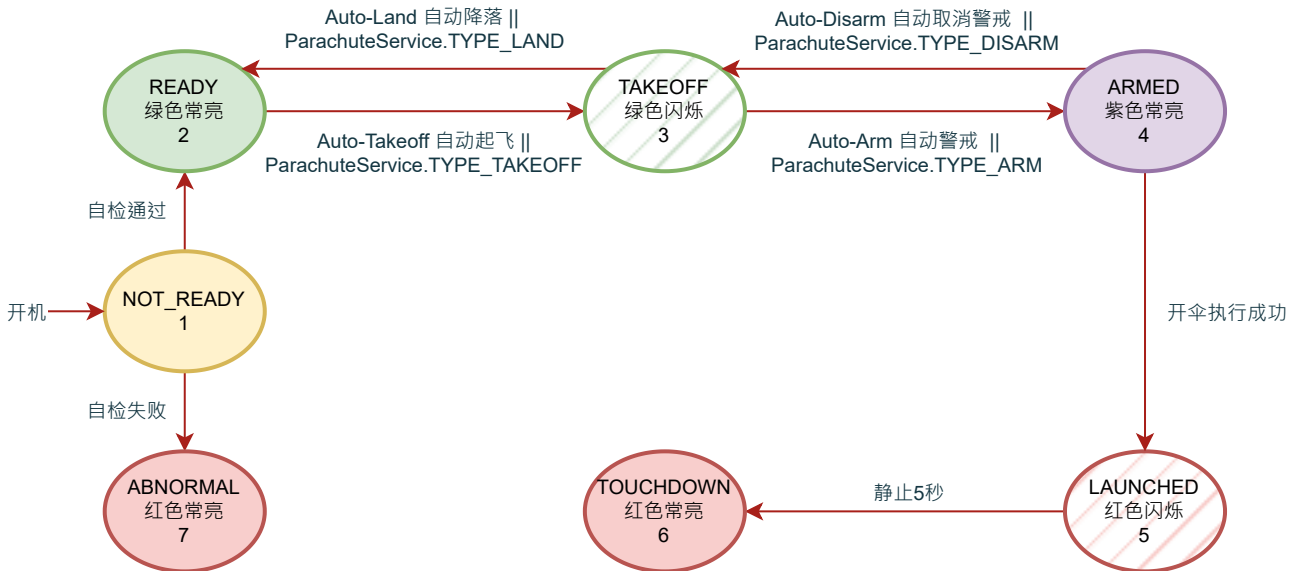 Auto-Land 自动降落 ||
ParachuteService.TYPE_LAND
Auto-Disarm 自动取消警戒 ||
ParachuteService.TYPE_DISARM
READY
绿色常亮
2
TAKEOFF
绿色闪烁
3
ARMED
紫色常亮
4
Auto-Takeoff 自动起飞 ||
ParachuteService.TYPE_TAKEOFF
Auto-Arm 自动警戒 ||
ParachuteService.TYPE_ARM
自检通过
开机
NOT_READY
1
开伞执行成功
自检失败
ABNORMAL
红色常亮
7
TOUCHDOWN
红色常亮
6
静止5秒
LAUNCHED
红色闪烁
5